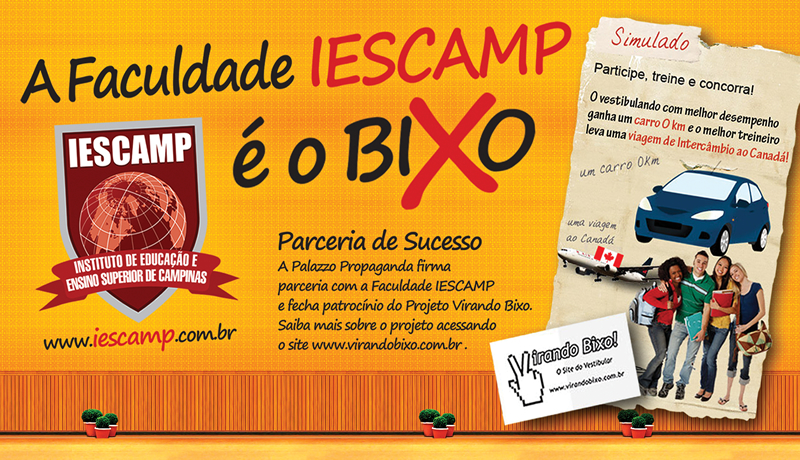 A Faculdade IESCAMP
é o BIXO
IESCAMP
INSTITUTO DE EDUCAÇÃO E
ENSINO SUPERIOR DE CAMPINAS
www.iescamp.com.br
Parceria de Sucesso
A Palazzo Propaganda firma
parceria com a Faculdade IESCAMP
e fecha patrocínio do Projeto Virando Bixo.
Saiba mais sobre o projeto acessando
o site www.virandobixo.com.br .
Simulado
Participe, treine e concorra!
O vestibulando com melhor desempenho
ganha um carro 0 km e o melhor treineiro
leva uma viagem de Intercâmbio ao Canadá!
um carro 0Km
uma viagem
ao Canadá
Virando Bixo!
O Site do Vestibular
www.virandobixo.com.br